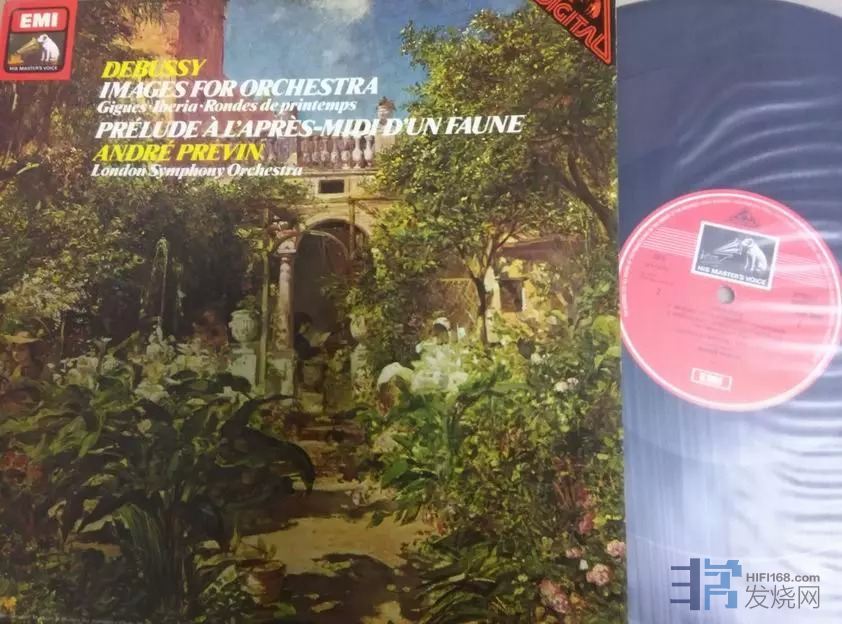 EMI
HIS MASTER'S VOICE
DIGITAL
DEBUSSY
IMAGES FOR ORCHESTRA
Gigues·Iberia·Rondes de printemps
PRÉLUDE À L'APRÈS-MIDI D'UN FAUNE
ANDRÉ PREVIN
London Symphony Orchestra
HIS MASTER'S VOICE
EMI
HIFI168.com
发烧网